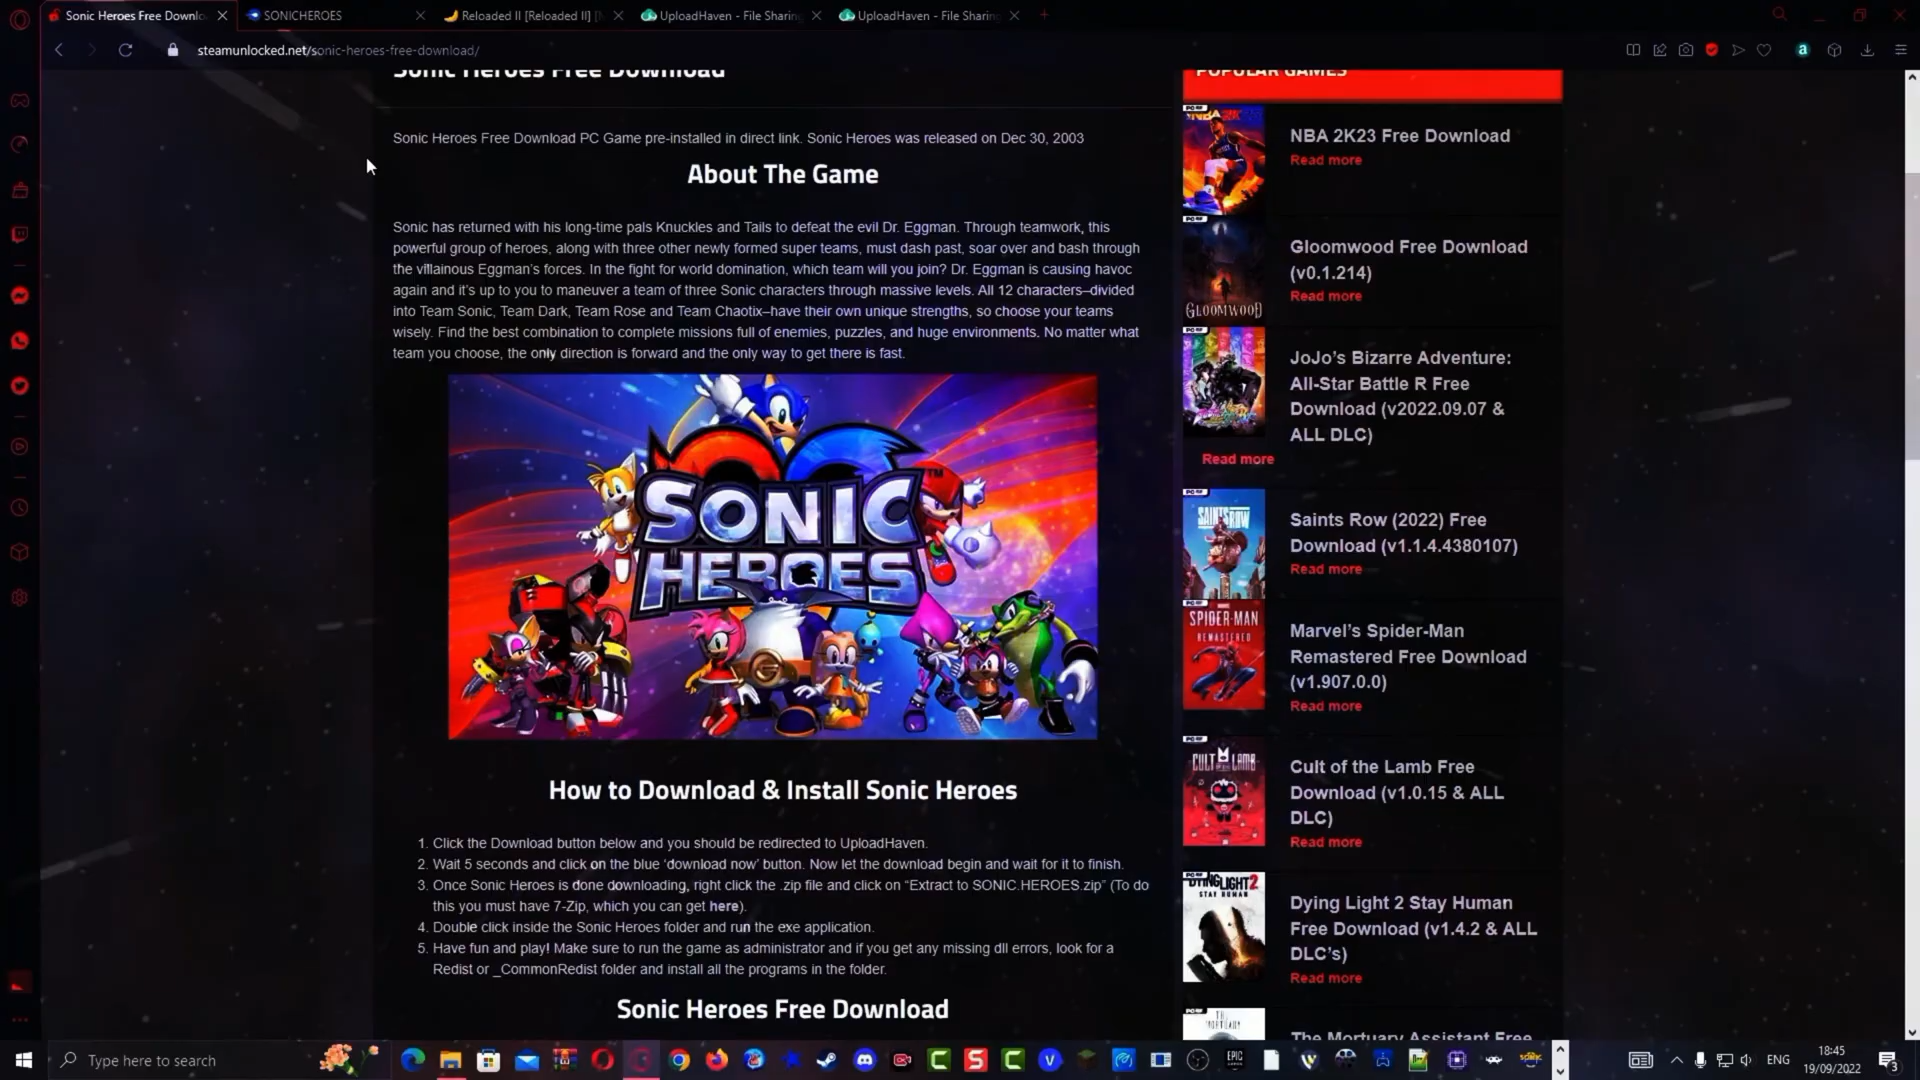 Sonic Heroes Free Downlo
SONICHEROES
Reloaded II [Reloaded II]
UploadHaven - File Sharing
UploadHaven - File Sharing
steamunlocked.net/sonic-heroes-free-download/
Sonic Heroes Free Download
Sonic Heroes Free Download PC Game pre-installed in direct link. Sonic Heroes was released on Dec 30, 2003
About The Game
Sonic has returned with his long-time pals Knuckles and Tails to defeat the evil Dr. Eggman. Through teamwork, this
powerful group of heroes, along with three other newly formed super teams, must dash past, soar over and bash through
the villainous Eggman's forces. In the fight for world domination, which team will you join? Dr. Eggman is causing havoc
again and it's up to you to maneuver a team of three Sonic characters through massive levels. All 12 characters–divided
into Team Sonic, Team Dark, Team Rose and Team Chaotix–have their own unique strengths, so choose your teams
wisely. Find the best combination to complete missions full of enemies, puzzles, and huge environments. No matter what
team you choose, the only direction is forward and the only way to get there is fast.
SONIC
HEROES
TM
How to Download & Install Sonic Heroes
1. Click the Download button below and you should be redirected to UploadHaven.
2. Wait 5 seconds and click on the blue 'download now' button. Now let the download begin and wait for it to finish.
3. Once Sonic Heroes is done downloading, right click the .zip file and click on “Extract to SONIC.HEROES.zip” (To do
this you must have 7-Zip, which you can get here).
4. Double click inside the Sonic Heroes folder and run the exe application.
5. Have fun and play! Make sure to run the game as administrator and if you get any missing dll errors, look for a
Redist or _CommonRedist folder and install all the programs in the folder.
Sonic Heroes Free Download
POPULAR GAMES
NBA 2K23 Free Download
Read more
GLOOMWOOD
Gloomwood Free Download
(v0.1.214)
Read more
JoJo's Bizarre Adventure:
All-Star Battle R Free
Download (v2022.09.07 &
ALL DLC)
Read more
SAINTS ROW
Saints Row (2022) Free
Download (v1.1.4.4380107)
Read more
SPIDER-MAN
REMASTERED
Marvel's Spider-Man
Remastered Free Download
(v1.907.0.0)
Read more
CULT OF THE LAMB
Cult of the Lamb Free
Download (v1.0.15 & ALL
DLC)
Read more
DYING LIGHT 2
STAY HUMAN
Dying Light 2 Stay Human
Free Download (v1.4.2 & ALL
DLC's)
Read more
The Mortuary Assistant Free
Type here to search
EPIC
ENG
18:45
19/09/2022
3